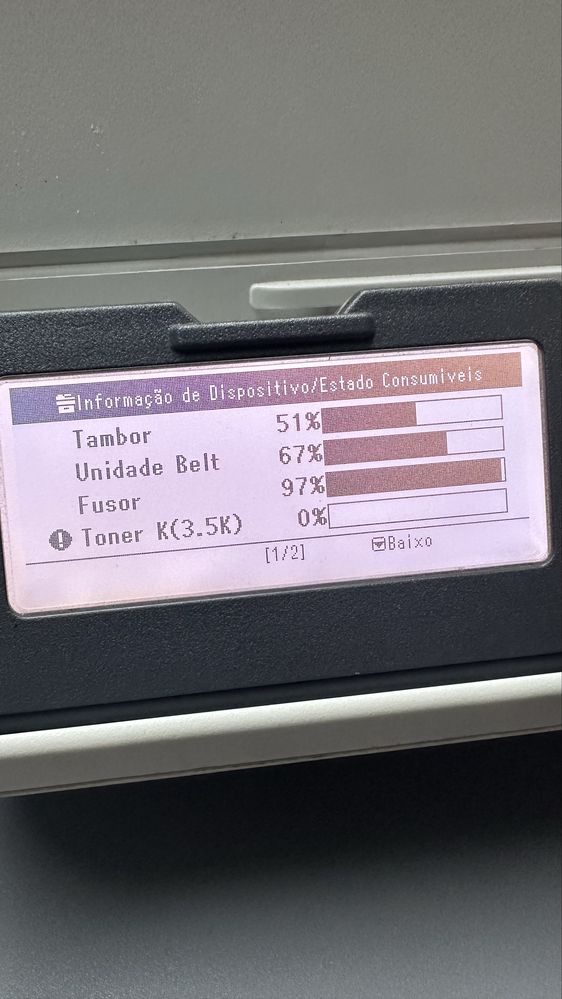 Informação de Dispositivo/Estado Consumíveis
Tambor 51%
Unidade Belt 67%
Fusor 97%
Toner K(3.5K) 0%
[1/2] Baixo